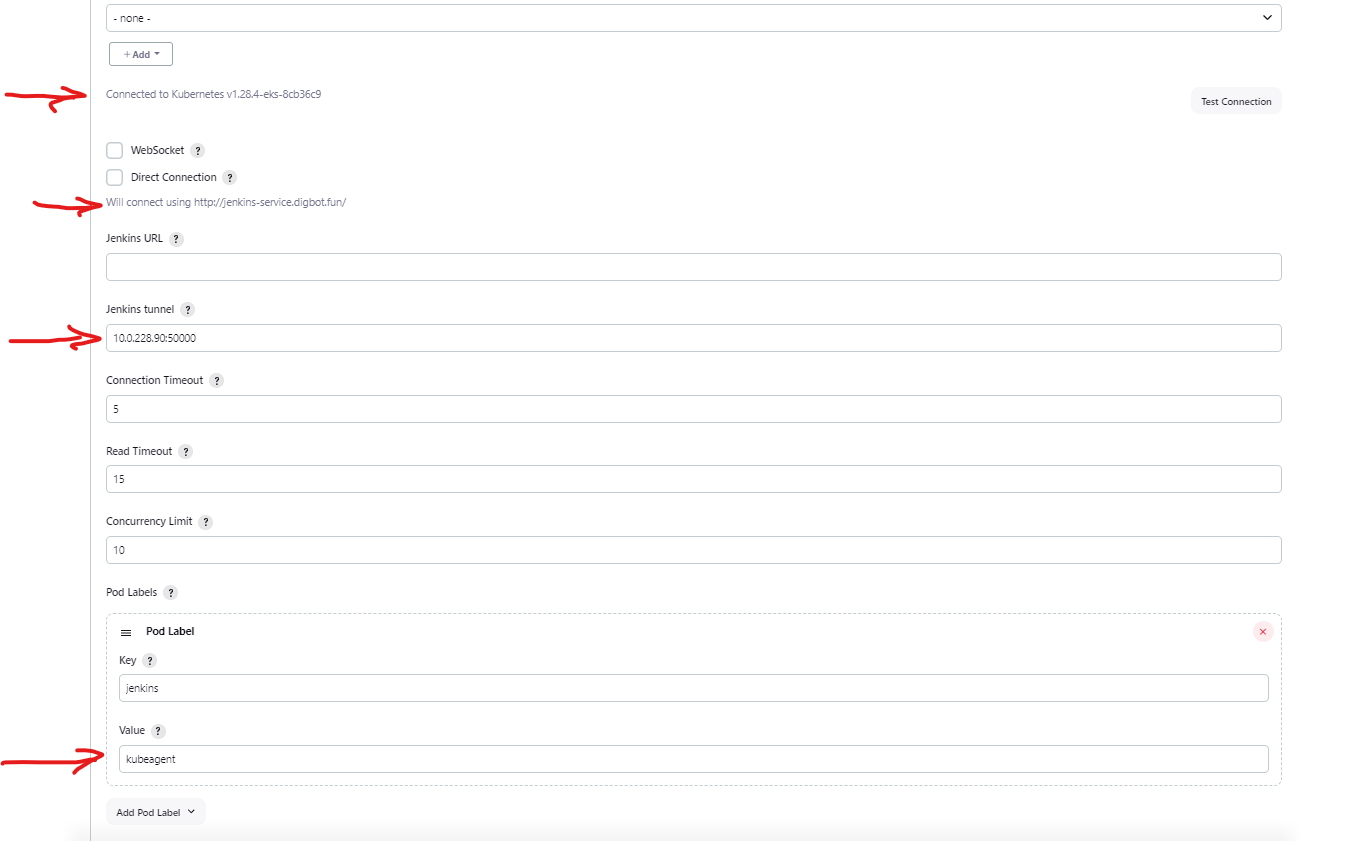 - none -
+ Add
Connected to Kubernetes v1.28.4-eks-8cb36c9
Test Connection
WebSocket ?
Direct Connection ?
Will connect using http://jenkins-service.digbot.fun/
Jenkins URL ?
Jenkins tunnel ?
10.0.228.90:50000
Connection Timeout ?
5
Read Timeout ?
15
Concurrency Limit ?
10
Pod Labels ?
Pod Label
Key ?
jenkins
Value ?
kubeagent
Add Pod Label